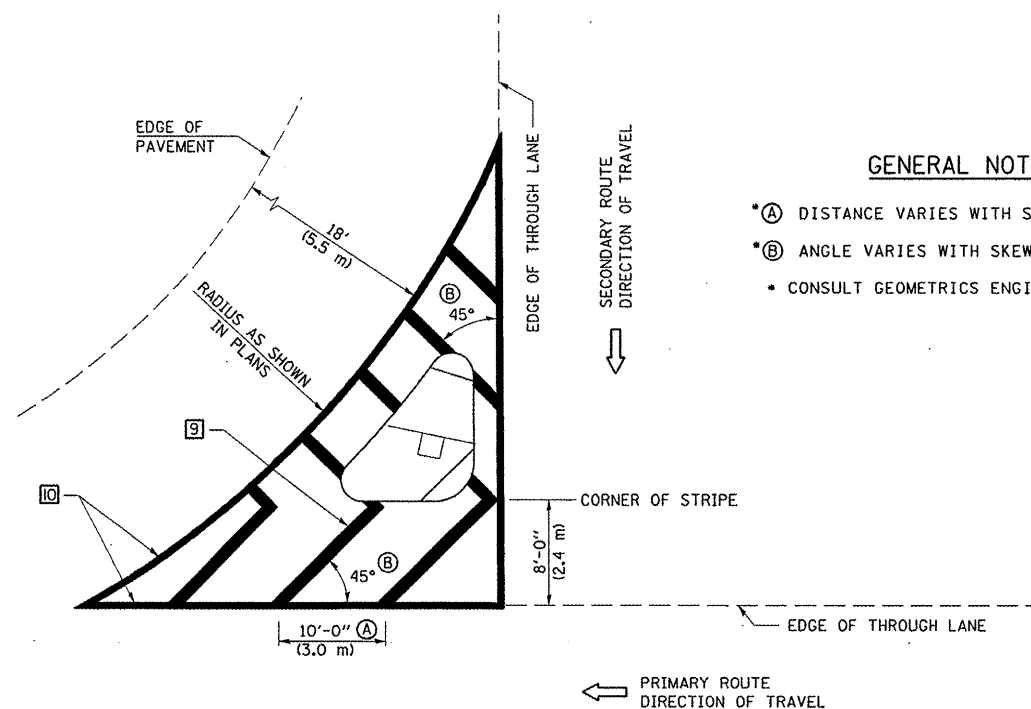 EDGE OF
PAVEMENT
18'
(5.5 m)
RADIUS AS SHOWN
IN PLANS
EDGE OF THROUGH LANE
SECONDARY ROUTE
DIRECTION OF TRAVEL
GENERAL NOT
*Ⓐ DISTANCE VARIES WITH S
*Ⓑ ANGLE VARIES WITH SKEW
* CONSULT GEOMETRICS ENGI
Ⓑ
45°
9
10
CORNER OF STRIPE
8'-0"
(2.4 m)
45° Ⓑ
10'-0" Ⓐ
(3.0 m)
EDGE OF THROUGH LANE
PRIMARY ROUTE
DIRECTION OF TRAVEL